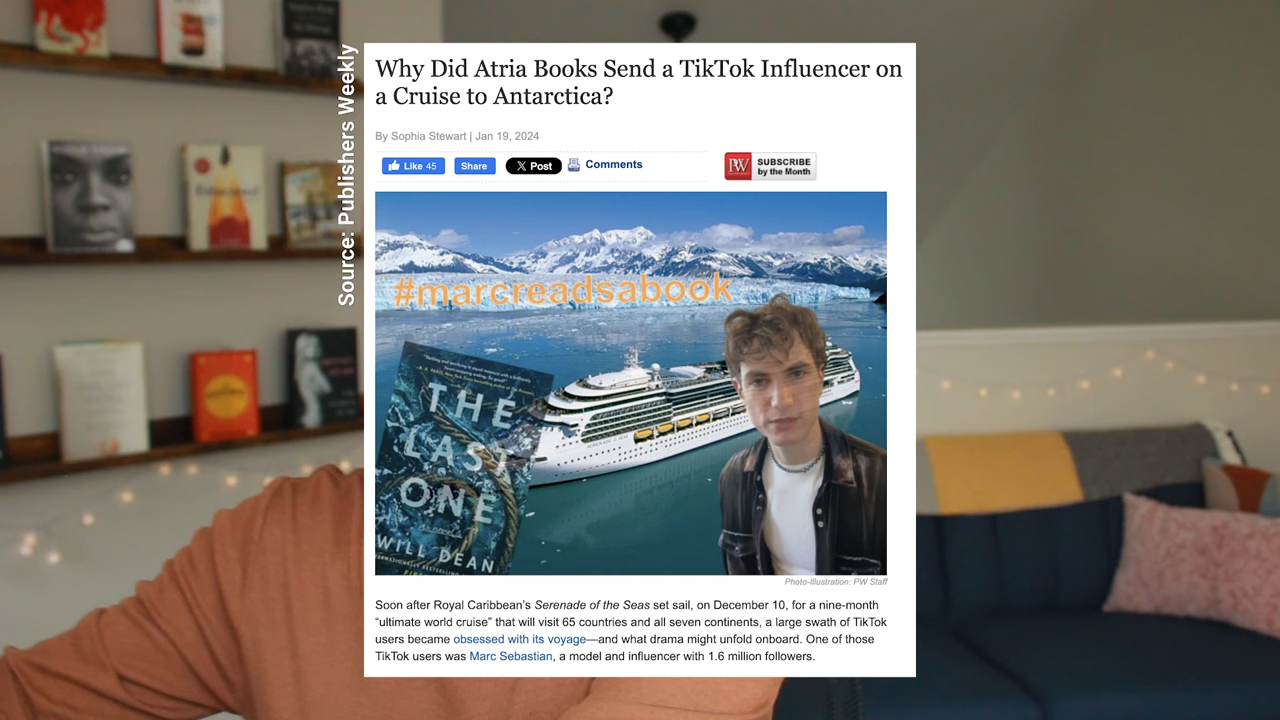 Source: Publishers Weekly
Why Did Atria Books Send a TikTok Influencer on
a Cruise to Antarctica?
By Sophia Stewart | Jan 19, 2024
Like 45 Share Post Comments
PW SUBSCRIBE
by the Month
#marcreadsabook
THE
LAST
ONE
WILL DEAN
Photo-Illustration: PW Staff
Soon after Royal Caribbean's Serenade of the Seas set sail, on December 10, for a nine-month
“ultimate world cruise” that will visit 65 countries and all seven continents, a large swath of TikTok
users became obsessed with its voyage—and what drama might unfold onboard. One of those
TikTok users was Marc Sebastian, a model and influencer with 1.6 million followers.